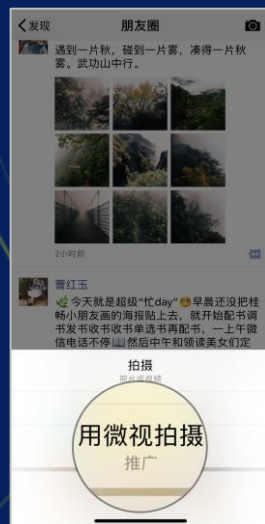 发现
朋友圈
遇到一片秋,碰到一片雾,凑得一片秋
雾。武功山中行。
2小时前
曹红玉
🌿今天就是超级“忙day”😁早晨还没把桂
畅小朋友画的海报贴上去,就开始配书调
书发书收书收书单选书再配书,一上午微
信电话不停📖然后中午和领读美女们定
拍摄
照片或视频
用微视拍摄
推广